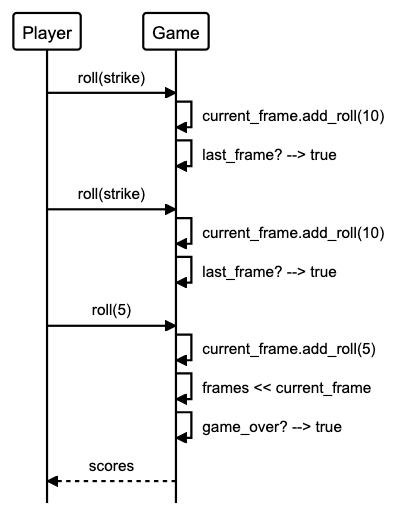 Player
Game
roll(strike)
current_frame.add_roll(10)
last_frame? --> true
roll(strike)
current_frame.add_roll(10)
last_frame? --> true
roll(5)
current_frame.add_roll(5)
frames << current_frame
game_over? --> true
scores